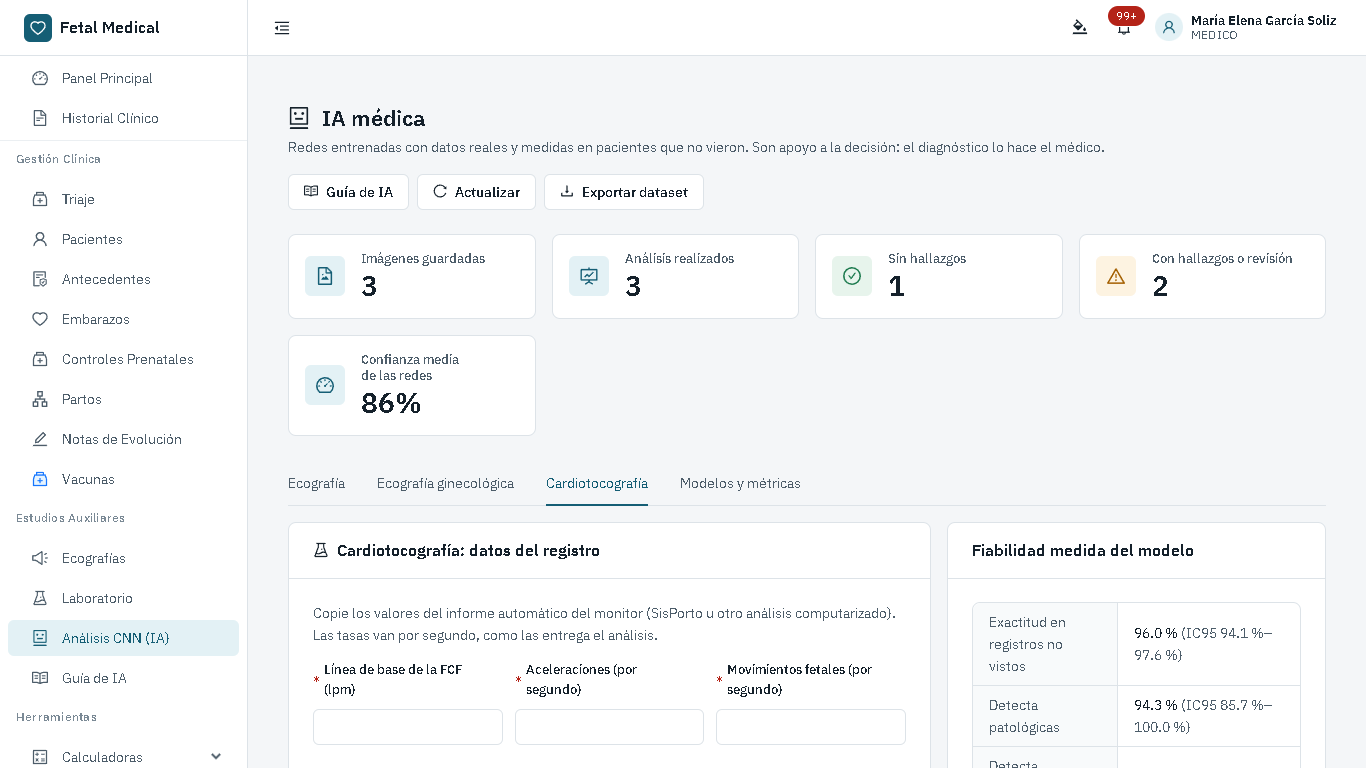 Fetal Medical
99+
María Elena García Soliz
MEDICO
Panel Principal
Historial Clínico
Gestión Clínica
Triaje
Pacientes
Antecedentes
Embarazos
Controles Prenatales
Partos
Notas de Evolución
Vacunas
Estudios Auxiliares
Ecografías
Laboratorio
Análisis CNN (IA)
Guía de IA
Herramientas
Calculadoras
IA médica
Redes entrenadas con datos reales y medidas en pacientes que no vieron. Son apoyo a la decisión: el diagnóstico lo hace el médico.
Guía de IA
Actualizar
Exportar dataset
Imágenes guardadas
3
Análisis realizados
3
Sin hallazgos
1
Con hallazgos o revisión
2
Confianza media
de las redes
86%
Ecografía
Ecografía ginecológica
Cardiotocografía
Modelos y métricas
Cardiotocografía: datos del registro
Copie los valores del informe automático del monitor (SisPorto u otro análisis computarizado).
Las tasas van por segundo, como las entrega el análisis.
* Línea de base de la FCF
(lpm)
* Aceleraciones (por
segundo)
* Movimientos fetales (por
segundo)
Fiabilidad medida del modelo
Exactitud en
registros no
vistos
96.0 % (IC95 94.1 %–
97.6 %)
Detecta
patológicas
94.3 % (IC95 85.7 %–
100.0 %)
Detecta